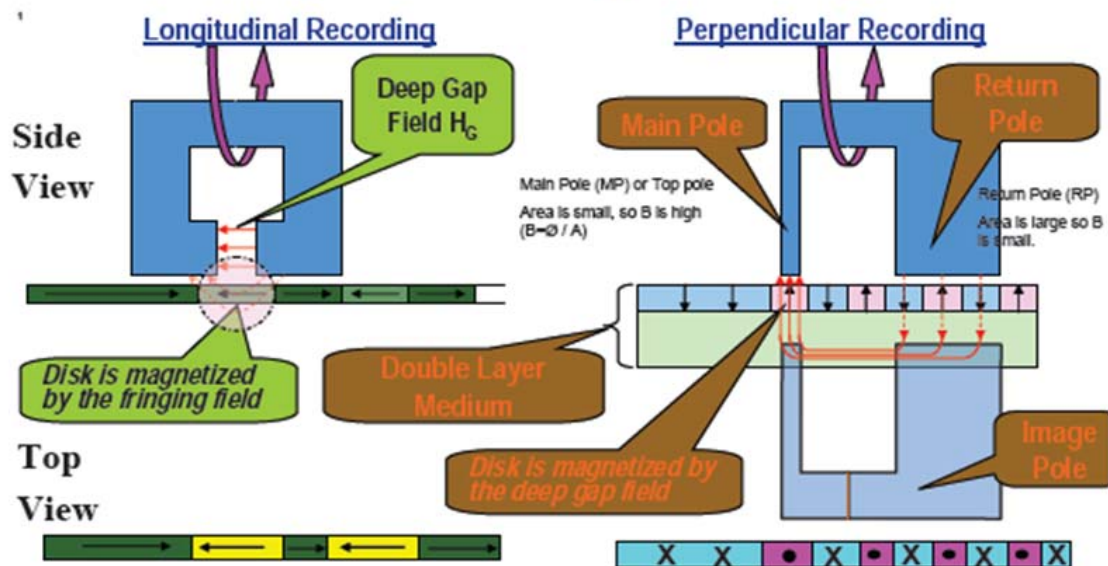 1
Longitudinal Recording
Perpendicular Recording
Deep Gap
Field HG
Side
View
Main Pole
Return
Pole
Main Pole (MP) or Top pole
Area is small, so B is high
(B=Ø / A)
Return Pole (RP)
Area is large so B
is small.
Disk is magnetized
by the fringing field
Double Layer
Medium
Disk is magnetized by
the deep gap field
Image
Pole
Top
View
X X • X • X • X • X